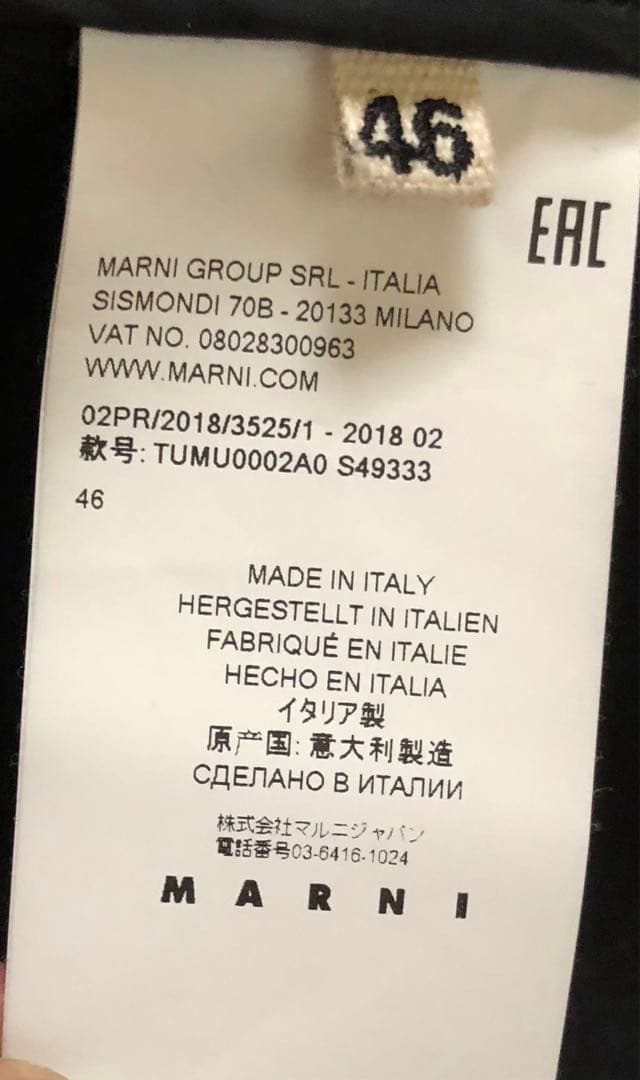 46
EAC
MARNI GROUP SRL - ITALIA
SISMONDI 70B - 20133 MILANO
VAT NO. 08028300963
WWW.MARNI.COM
02PR/2018/3525/1 - 2018 02
款号: TUMU0002A0 S49333
46
MADE IN ITALY
HERGESTELLT IN ITALIEN
FABRIQUÉ EN ITALIE
HECHO EN ITALIA
イタリア製
原产国: 意大利製造
СДЕЛАНО В ИТАЛИИ
株式会社マルニジャパン
電話番号03-6416-1024
MARNI